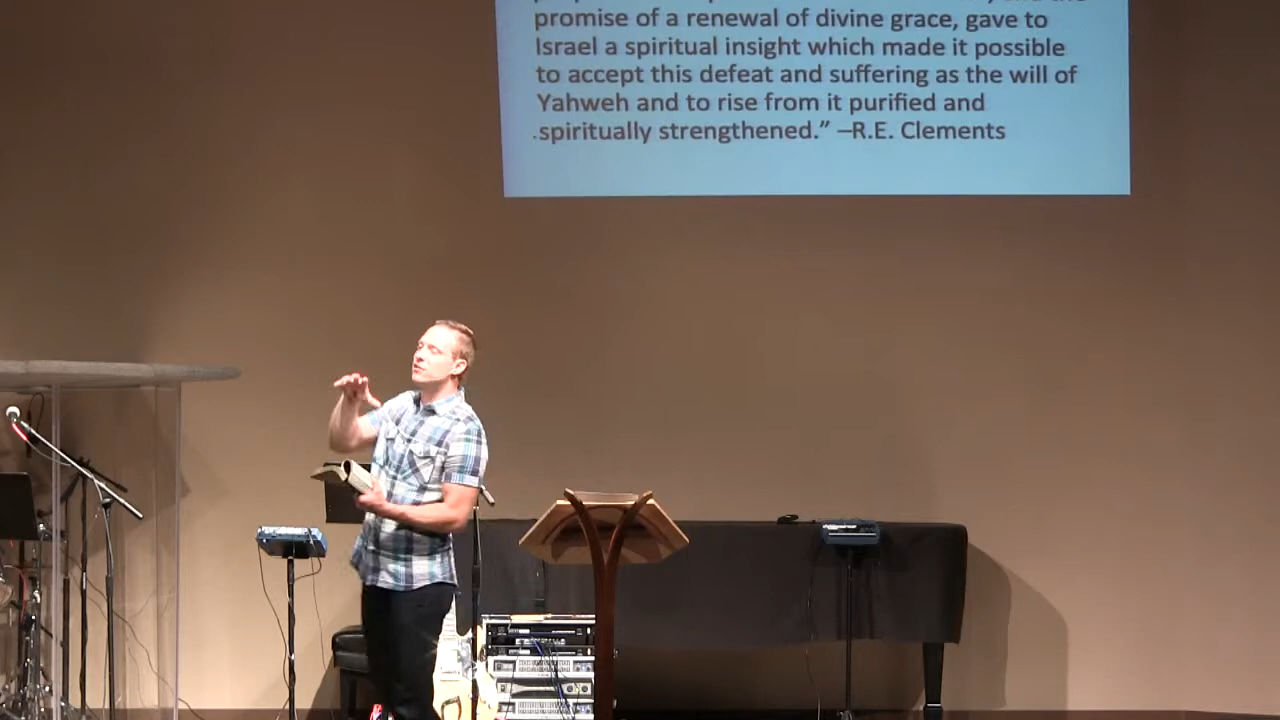 promise of a renewal of divine grace, gave to
Israel a spiritual insight which made it possible
to accept this defeat and suffering as the will of
Yahweh and to rise from it purified and
.spiritually strengthened.” –R.E. Clements